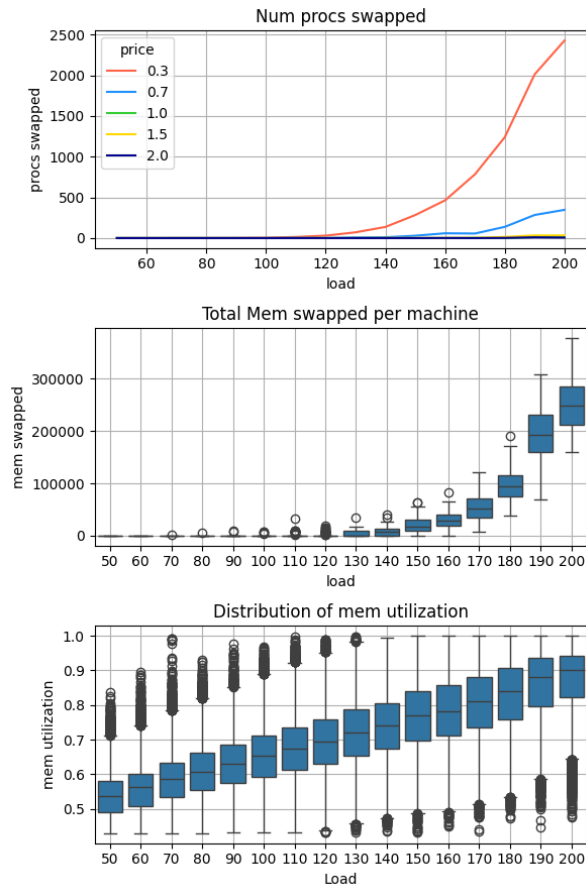 Num procs swapped
2500
2000
1500
1000
500
0
procs swapped
price
0.3
0.7
1.0
1.5
2.0
60 80 100 120 140 160 180 200
load
Total Mem swapped per machine
300000
200000
100000
0
mem swapped
50 60 70 80 90 100 110 120 130 140 150 160 170 180 190 200
load
Distribution of mem utilization
1.0
0.9
0.8
0.7
0.6
0.5
mem utilization
50 60 70 80 90 100 110 120 130 140 150 160 170 180 190 200
Load